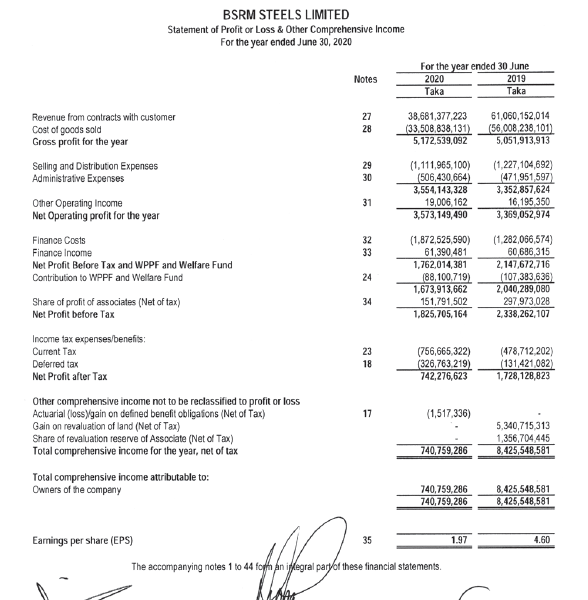 BSRM STEELS LIMITED
Statement of Profit or Loss & Other Comprehensive Income
For the year ended June 30, 2020
For the year ended 30 June
Notes 2020 2019
Taka Taka
Revenue from contracts with customer 27 38,681,377,223 61,060,152,014
Cost of goods sold 28 (33,508,838,131) (56,008,238,101)
Gross profit for the year 5,172,539,092 5,051,913,913
Selling and Distribution Expenses 29 (1,111,965,100) (1,227,104,692)
Administrative Expenses 30 (506,430,664) (471,951,597)
3,554,143,328 3,352,857,624
Other Operating Income 31 19,006,162 16,195,350
Net Operating profit for the year 3,573,149,490 3,369,052,974
Finance Costs 32 (1,872,525,590) (1,282,066,574)
Finance Income 33 61,390,481 60,686,315
Net Profit Before Tax and WPPF and Welfare Fund 1,762,014,381 2,147,672,716
Contribution to WPPF and Welfare Fund 24 (88,100,719) (107,383,636)
1,673,913,662 2,040,289,080
Share of profit of associates (Net of tax) 34 151,791,502 297,973,028
Net Profit before Tax 1,825,705,164 2,338,262,107
Income tax expenses/benefits:
Current Tax 23 (756,665,322) (478,712,202)
Deferred tax 18 (326,763,219) (131,421,082)
Net Profit after Tax 742,276,623 1,728,128,823
Other comprehensive income not to be reclassified to profit or loss
Actuarial (loss)/gain on defined benefit obligations (Net of Tax) 17 (1,517,336) -
Gain on revaluation of land (Net of Tax) - 5,340,715,313
Share of revaluation reserve of Associate (Net of Tax) - 1,356,704,445
Total comprehensive income for the year, net of tax 740,759,286 8,425,548,581
Total comprehensive income attributable to:
Owners of the company 740,759,286 8,425,548,581
740,759,286 8,425,548,581
Earnings per share (EPS) 35 1.97 4.60
The accompanying notes 1 to 44 form an integral part of these financial statements.